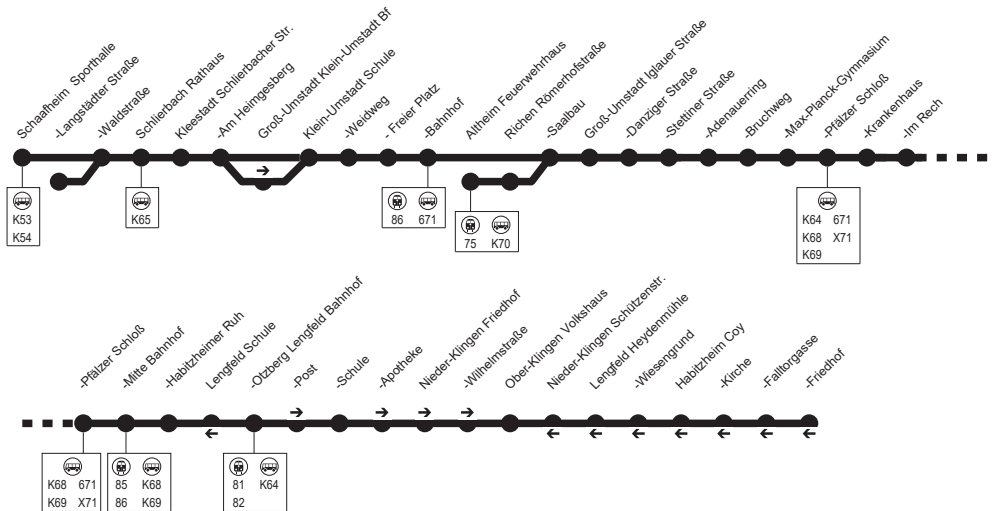 Schaafheim Sporthalle
-Langstädter Straße
-Waldstraße
Schlierbach Rathaus
Kleestadt Schlierbacher Str.
-Am Heimgesberg
Groß-Umstadt Klein-Umstadt Bf
Klein-Umstadt Schule
-Weidweg
- Freier Platz
-Bahnhof
Altheim Feuerwehrhaus
Richen Römerhofstraße
-Saalbau
Groß-Umstadt Iglauer Straße
-Danziger Straße
-Stettiner Straße
-Adenauerring
-Bruchweg
-Max-Planck-Gymnasium
-Pfälzer Schloß
-Krankenhaus
-Im Rech
K53
K54
K65
86 671
75 K70
K64 671
K68 X71
K69
-Pfälzer Schloß
-Mitte Bahnhof
-Habitzheimer Ruh
Lengfeld Schule
-Otzberg Lengfeld Bahnhof
-Post
-Schule
-Apotheke
Nieder-Klingen Friedhof
-Wilhelmstraße
Ober-Klingen Volkshaus
Nieder-Klingen Schützenstr.
Lengfeld Heydenmühle
-Wiesengrund
Habitzheim Coy
-Kirche
-Falltorgasse
-Friedhof
K68 671
K69 X71
85 K68
86 K69
81 K64
82